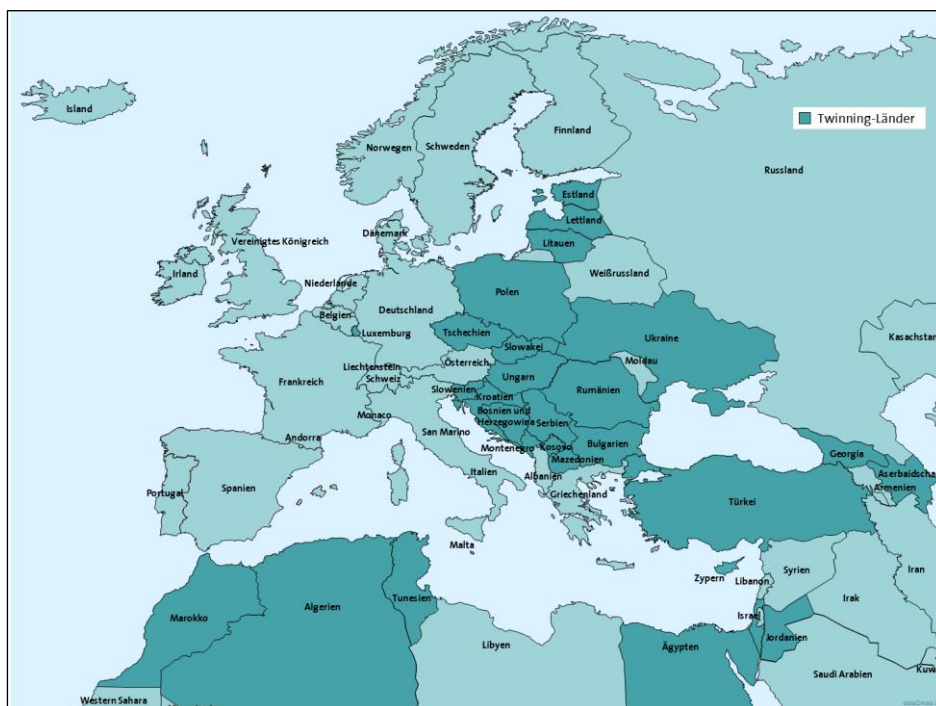 Island
Finnland
Twinning-Länder
Norwegen
Schweden
Russland
Estland
Lettland
Dänemark
Vereinigtes Königreich
Litauen
Irland
Weißrussland
Niederlande
Polen
Deutschland
Belgien
Kasachstan
Luxemburg
Tschechien
Ukraine
Slowakei
Moldau
Österreich
Liechtenstein
Schweiz
Ungarn
Frankreich
Slowenien
Rumänien
Kroatien
Bosnien und
Herzegowina
Monaco
Serbien
San Marino
Andorra
Bulgarien
Montenegro
Kosovo
Mazedonien
Georgia
Italien
Albanien
Aserbaidscha
Armenien
Portugal
Spanien
Griechenland
Türkei
Malta
Syrien
Zypern
Libanon
Iran
Tunesien
Algerien
Irak
Marokko
Israel
Jordanien
Libyen
Ägypten
Saudi Arabien
Kuw
Western Sahara